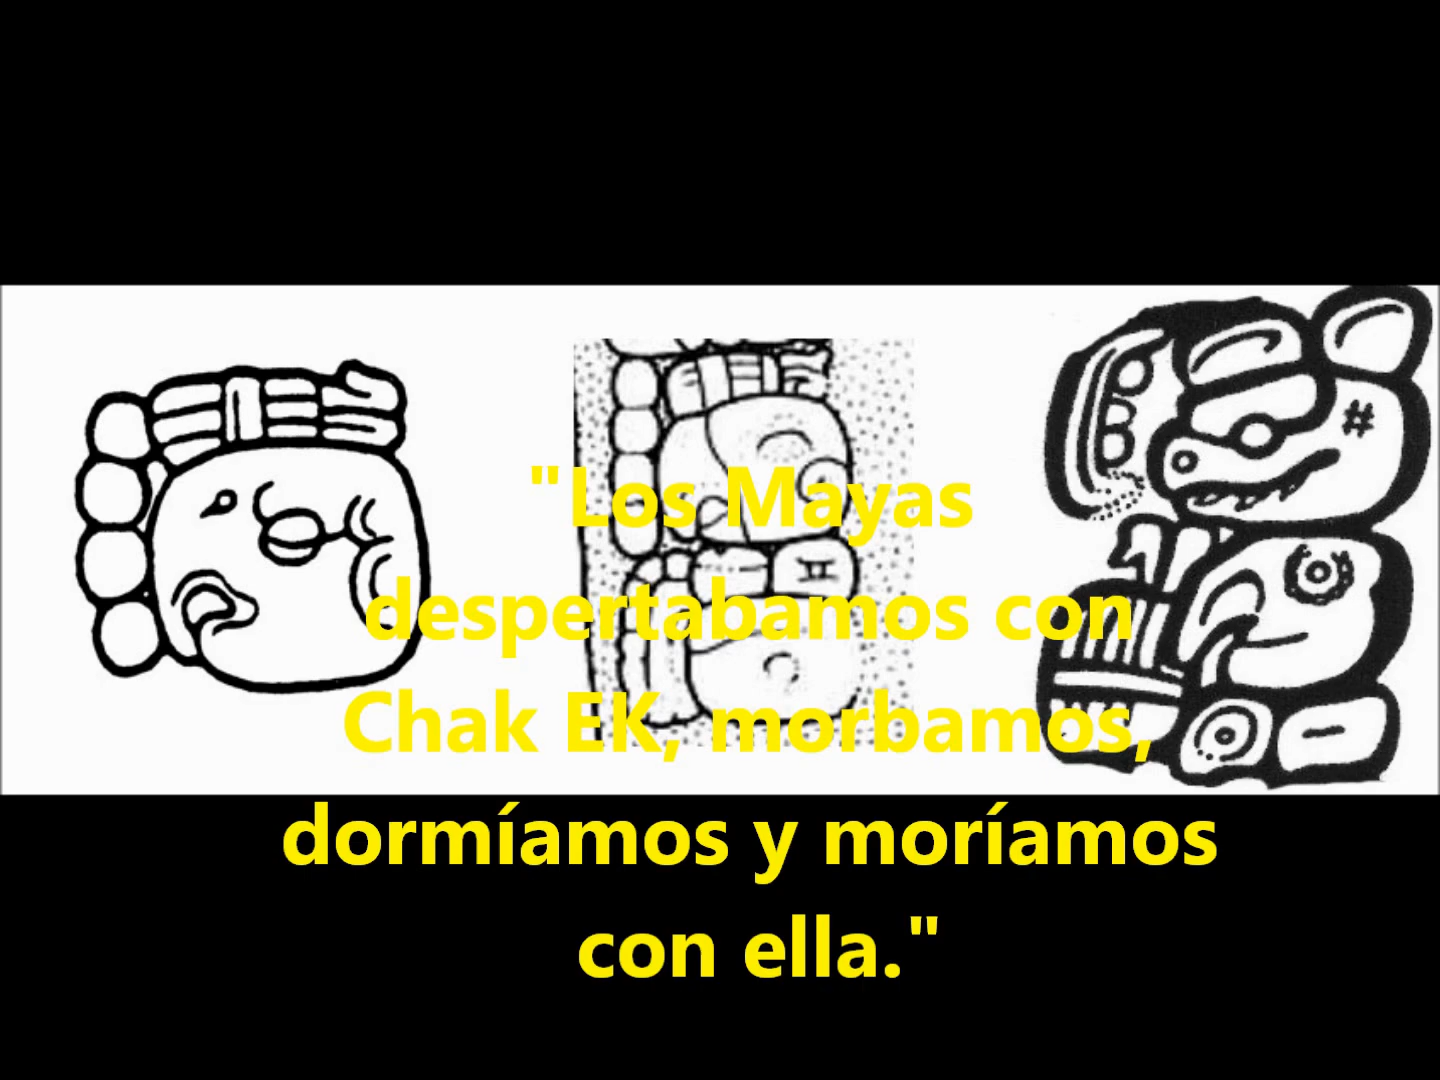 "Los Mayas
despertabamos con
Chak EK, morbamos,
dormíamos y moríamos
con ella."